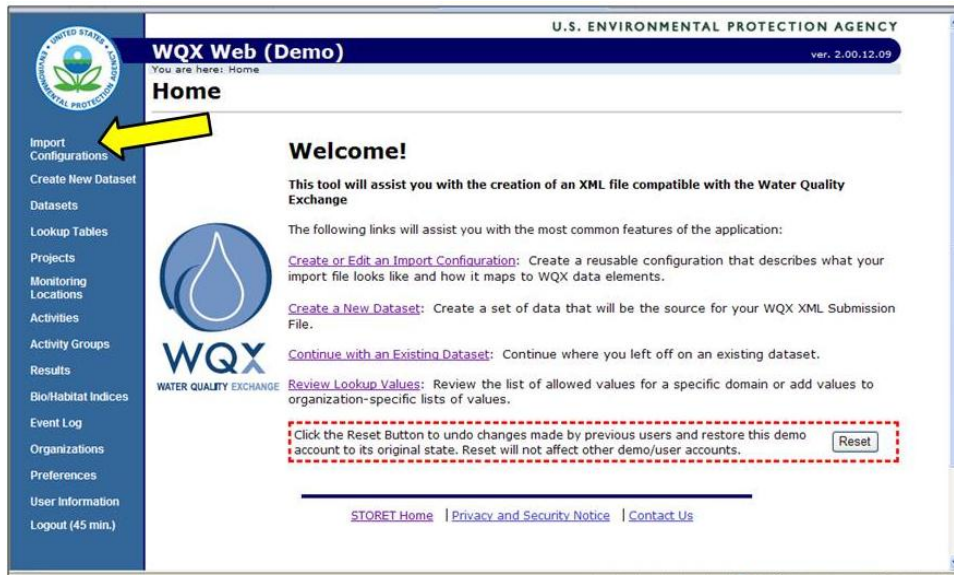 U.S. ENVIRONMENTAL PROTECTION AGENCY
UNITED STATES
ENVIRONMENTAL PROTECTION AGENCY
WQX Web (Demo)
ver. 2.00.12.09
You are here: Home
Home
Import
Configurations
Create New Dataset
Datasets
Lookup Tables
Projects
Monitoring
Locations
Activities
Activity Groups
Results
Bio/Habitat Indices
Event Log
Organizations
Preferences
User Information
Logout (45 min.)
WQX
WATER QUALITY EXCHANGE
Welcome!
This tool will assist you with the creation of an XML file compatible with the Water Quality
Exchange
The following links will assist you with the most common features of the application:
Create or Edit an Import Configuration: Create a reusable configuration that describes what your
import file looks like and how it maps to WQX data elements.
Create a New Dataset: Create a set of data that will be the source for your WQX XML Submission
File.
Continue with an Existing Dataset: Continue where you left off on an existing dataset.
Review Lookup Values: Review the list of allowed values for a specific domain or add values to
organization-specific lists of values.
Click the Reset Button to undo changes made by previous users and restore this demo
account to its original state. Reset will not affect other demo/user accounts.
Reset
STORET Home | Privacy and Security Notice | Contact Us